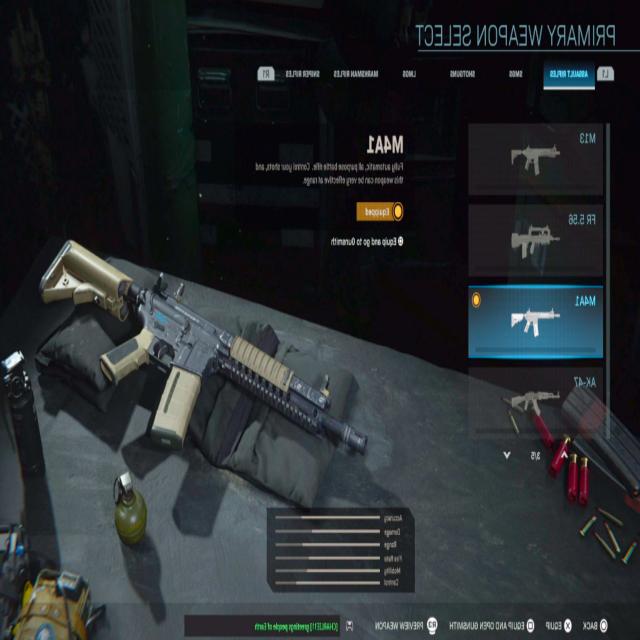 PRIMARY WEAPON SELECT
L1 ASSAULT RIFLES SMGS SHOTGUNS LMGS MARKSMAN RIFLES SNIPER RIFLES R1
M13
FR 5.56
M4A1
AK-47
3/5
M4A1
Fully automatic, all purpose battle rifle. Control your shots, and
this weapon can be very effective at range.
Equipped
Equip and go to Gunsmith
Accuracy
Damage
Range
Fire Rate
Mobility
Control
BACK EQUIP EQUIP AND OPEN GUNSMITH R3 PREVIEW WEAPON
greetings people of Earth